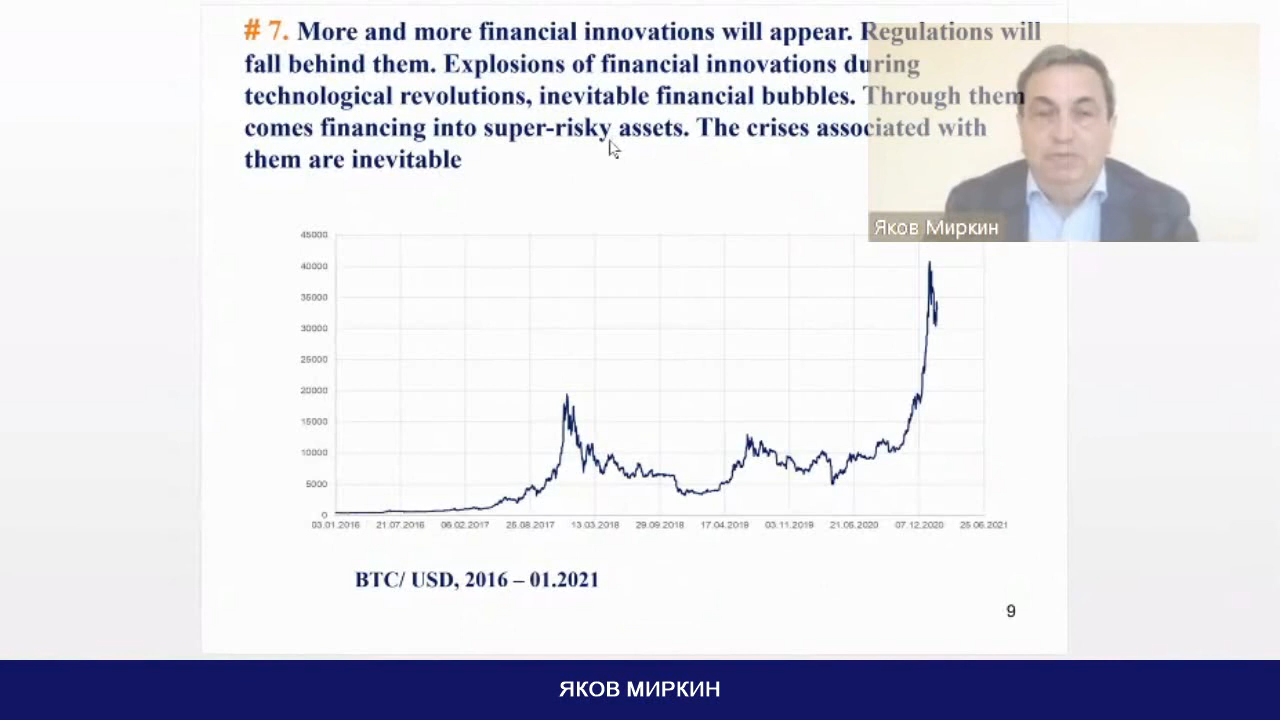 # 7. More and more financial innovations will appear. Regulations will
fall behind them. Explosions of financial innovations during
technological revolutions, inevitable financial bubbles. Through them
comes financing into super-risky assets. The crises associated with
them are inevitable
Яков Миркин
45000
40000
35000
30000
25000
20000
15000
10000
5000
0
03.01.2016 21.07.2016 06.02.2017 25.08.2017 13.03.2018 29.09.2018 17.04.2019 03.11.2019 21.05.2020 07.12.2020 25.06.2021
BTC/ USD, 2016 – 01.2021
9
ЯКОВ МИРКИН